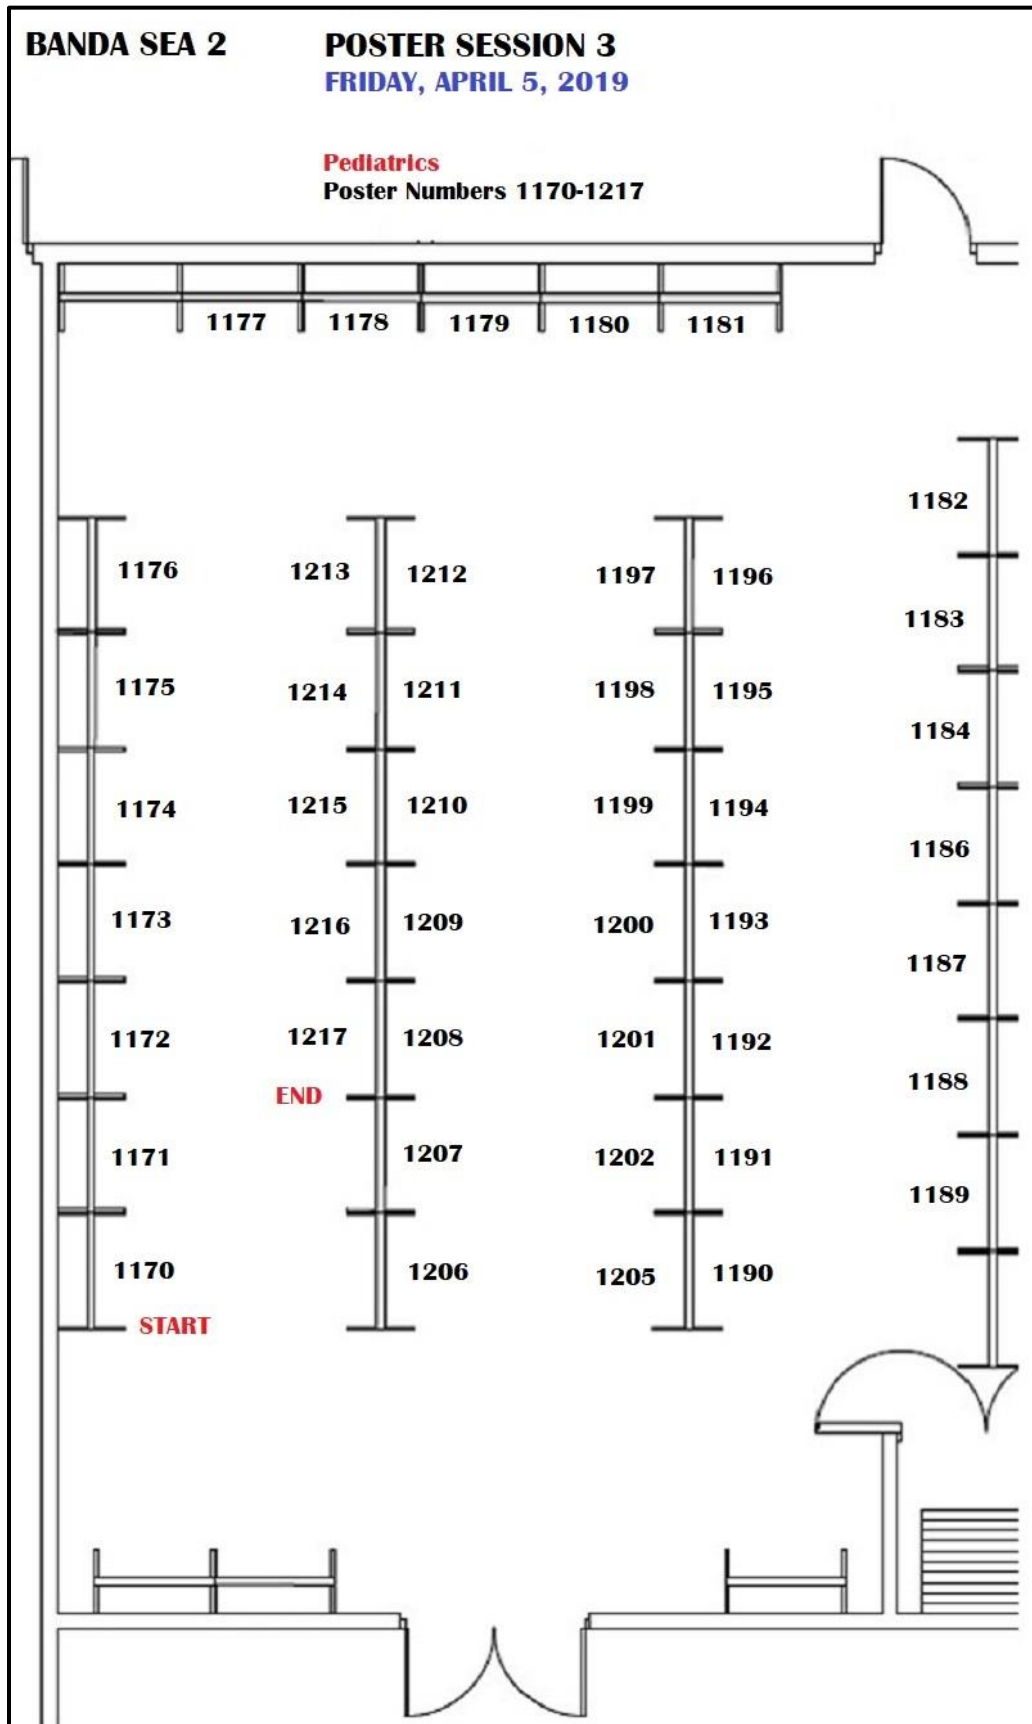 BANDA SEA 2 POSTER SESSION 3
FRIDAY, APRIL 5, 2019
Pediatrics
Poster Numbers 1170-1217
1177 1178 1179 1180 1181
1182
1176 1213 1212 1197 1196
1183
1175 1214 1211 1198 1195
1184
1174 1215 1210 1199 1194
1186
1173 1216 1209 1200 1193
1187
1172 1217 1208 1201 1192
1188
END
1171 1207 1202 1191
1189
1170 1206 1205 1190
START